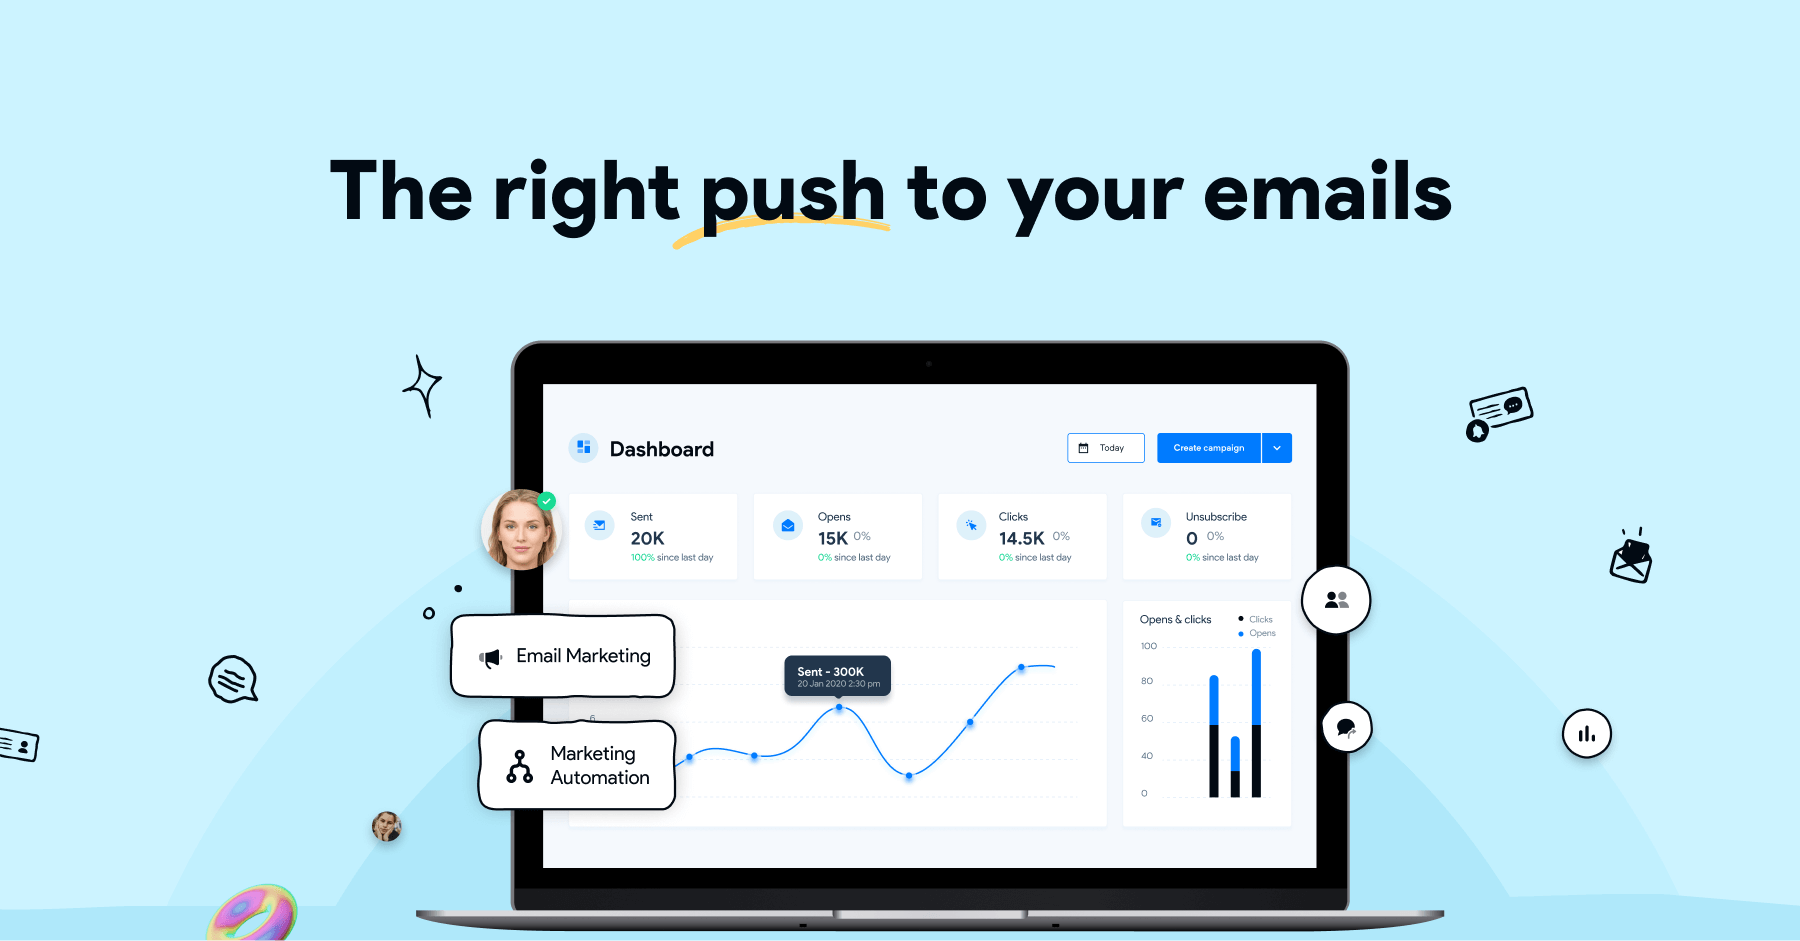 The right push to your emails
Dashboard
Today
Create campaign
Sent
20K
100% since last day
Opens
15K 0%
0% since last day
Clicks
14.5K 0%
0% since last day
Unsubscribe
0 0%
0% since last day
Email Marketing
Marketing
Automation
6
Sent - 300K
20 Jan 2020 2:30 pm
Opens & clicks
Clicks
Opens
100
80
60
40
0